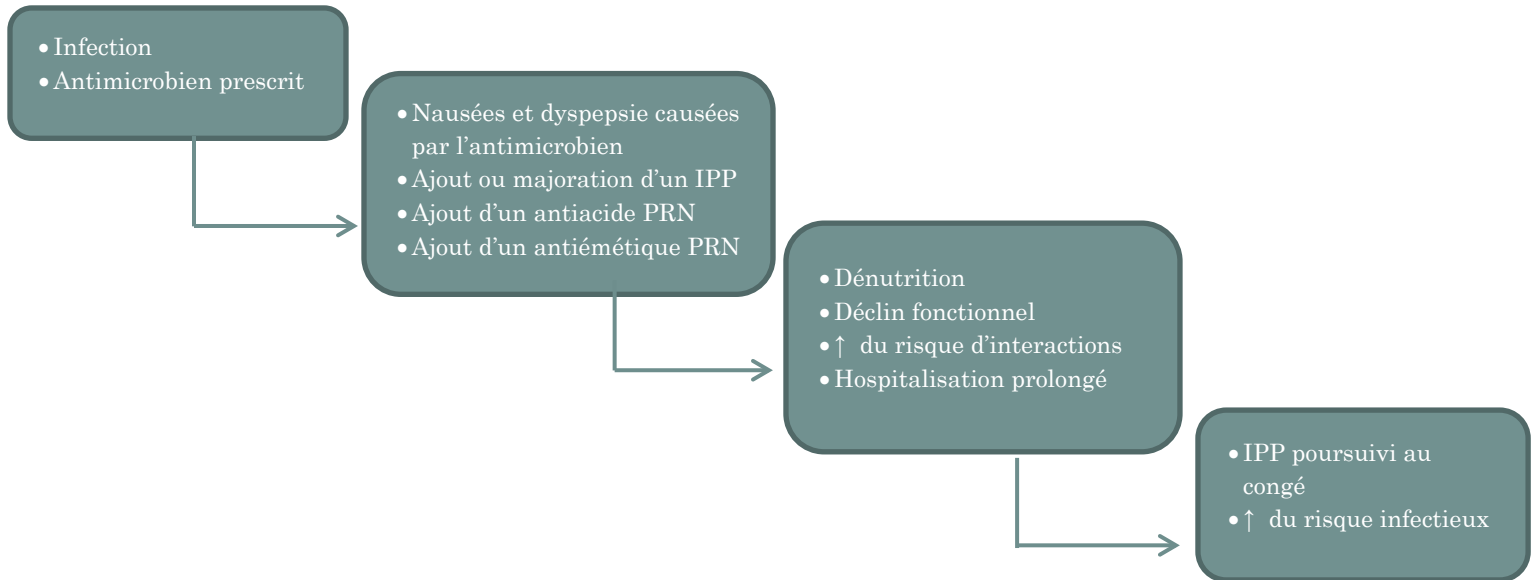 • Infection
• Antimicrobien prescrit
• Nausées et dyspepsie causées
par l’antimicrobien
• Ajout ou majoration d’un IPP
• Ajout d’un antiacide PRN
• Ajout d’un antiémétique PRN
• Dénutrition
• Déclin fonctionnel
• ↑ du risque d’interactions
• Hospitalisation prolongé
• IPP poursuivi au
congé
• ↑ du risque infectieux